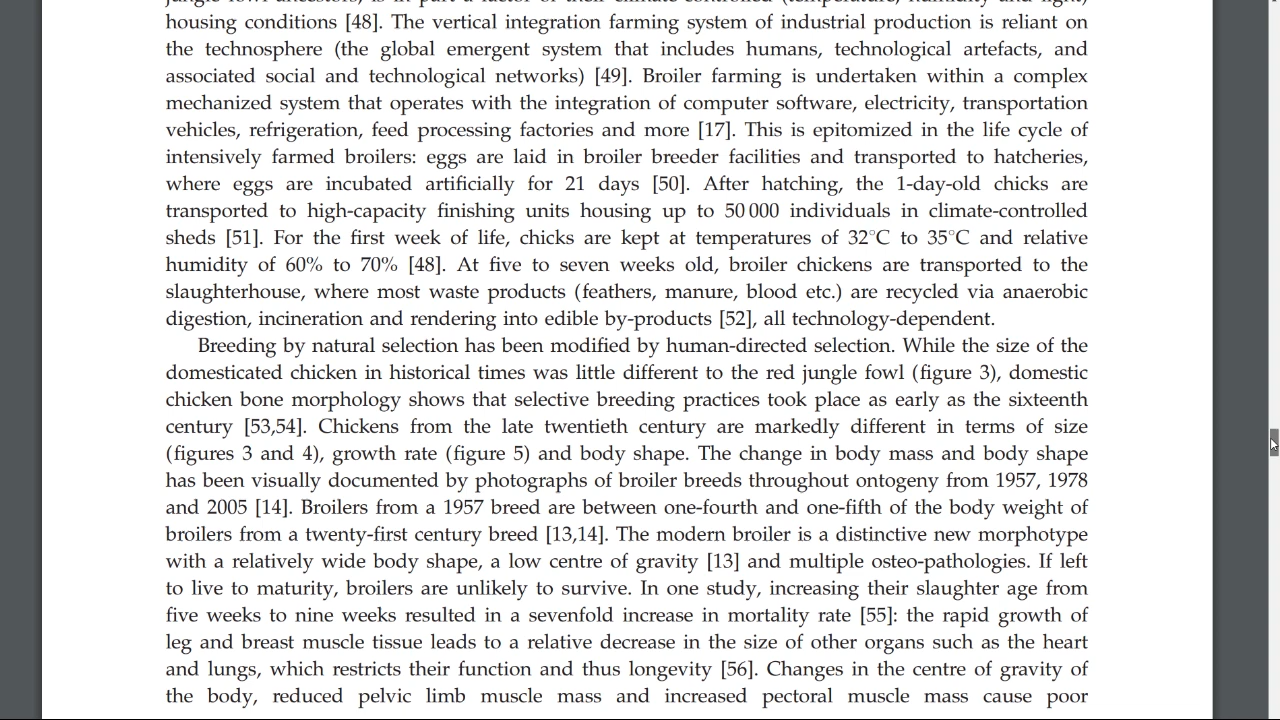 jungle fowl ancestors, is in part a factor of their climate-controlled (temperature, humidity and light)
housing conditions [48]. The vertical integration farming system of industrial production is reliant on
the technosphere (the global emergent system that includes humans, technological artefacts, and
associated social and technological networks) [49]. Broiler farming is undertaken within a complex
mechanized system that operates with the integration of computer software, electricity, transportation
vehicles, refrigeration, feed processing factories and more [17]. This is epitomized in the life cycle of
intensively farmed broilers: eggs are laid in broiler breeder facilities and transported to hatcheries,
where eggs are incubated artificially for 21 days [50]. After hatching, the 1-day-old chicks are
transported to high-capacity finishing units housing up to 50 000 individuals in climate-controlled
sheds [51]. For the first week of life, chicks are kept at temperatures of 32°C to 35°C and relative
humidity of 60% to 70% [48]. At five to seven weeks old, broiler chickens are transported to the
slaughterhouse, where most waste products (feathers, manure, blood etc.) are recycled via anaerobic
digestion, incineration and rendering into edible by-products [52], all technology-dependent.
Breeding by natural selection has been modified by human-directed selection. While the size of the
domesticated chicken in historical times was little different to the red jungle fowl (figure 3), domestic
chicken bone morphology shows that selective breeding practices took place as early as the sixteenth
century [53,54]. Chickens from the late twentieth century are markedly different in terms of size
(figures 3 and 4), growth rate (figure 5) and body shape. The change in body mass and body shape
has been visually documented by photographs of broiler breeds throughout ontogeny from 1957, 1978
and 2005 [14]. Broilers from a 1957 breed are between one-fourth and one-fifth of the body weight of
broilers from a twenty-first century breed [13,14]. The modern broiler is a distinctive new morphotype
with a relatively wide body shape, a low centre of gravity [13] and multiple osteo-pathologies. If left
to live to maturity, broilers are unlikely to survive. In one study, increasing their slaughter age from
five weeks to nine weeks resulted in a sevenfold increase in mortality rate [55]: the rapid growth of
leg and breast muscle tissue leads to a relative decrease in the size of other organs such as the heart
and lungs, which restricts their function and thus longevity [56]. Changes in the centre of gravity of
the body, reduced pelvic limb muscle mass and increased pectoral muscle mass cause poor